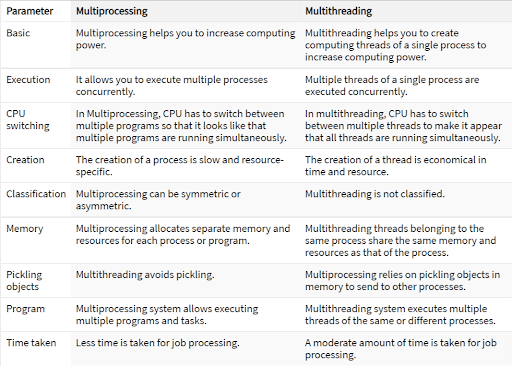 Parameter Multiprocessing Multithreading
Basic Multiprocessing helps you to increase computing power. Multithreading helps you to create computing threads of a single process to increase computing power.
Execution It allows you to execute multiple processes concurrently. Multiple threads of a single process are executed concurrently.
CPU switching In Multiprocessing, CPU has to switch between multiple programs so that it looks like that multiple programs are running simultaneously. In multithreading, CPU has to switch between multiple threads to make it appear that all threads are running simultaneously.
Creation The creation of a process is slow and resource-specific. The creation of a thread is economical in time and resource.
Classification Multiprocessing can be symmetric or asymmetric. Multithreading is not classified.
Memory Multiprocessing allocates separate memory and resources for each process or program. Multithreading threads belonging to the same process share the same memory and resources as that of the process.
Pickling objects Multithreading avoids pickling. Multiprocessing relies on pickling objects in memory to send to other processes.
Program Multiprocessing system allows executing multiple programs and tasks. Multithreading system executes multiple threads of the same or different processes.
Time taken Less time is taken for job processing. A moderate amount of time is taken for job processing.